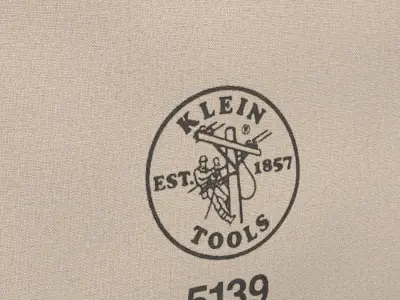 KLEIN
®
EST. 1857
TOOLS
5139